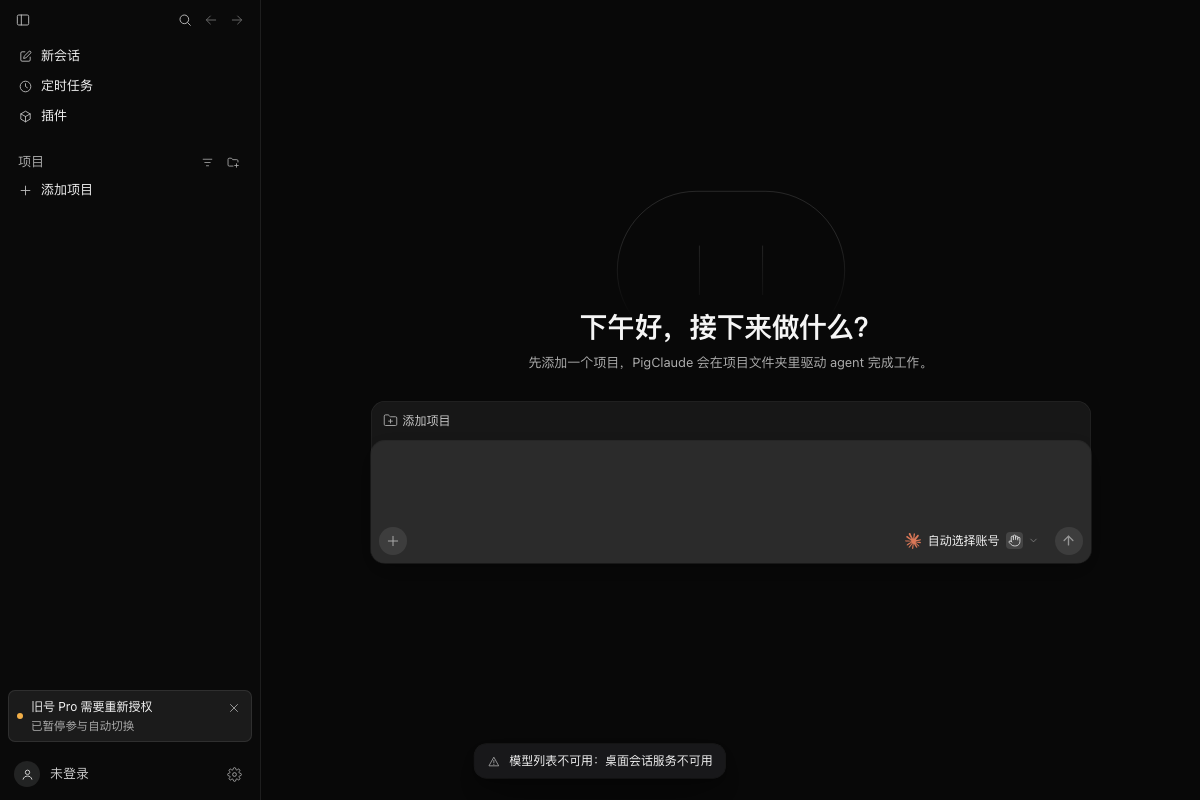 新会话
定时任务
插件
项目
添加项目
下午好，接下来做什么?
先添加一个项目，PigClaude 会在项目文件夹里驱动 agent 完成工作。
添加项目
自动选择账号
旧号 Pro 需要重新授权
已暂停参与自动切换
未登录
模型列表不可用：桌面会话服务不可用